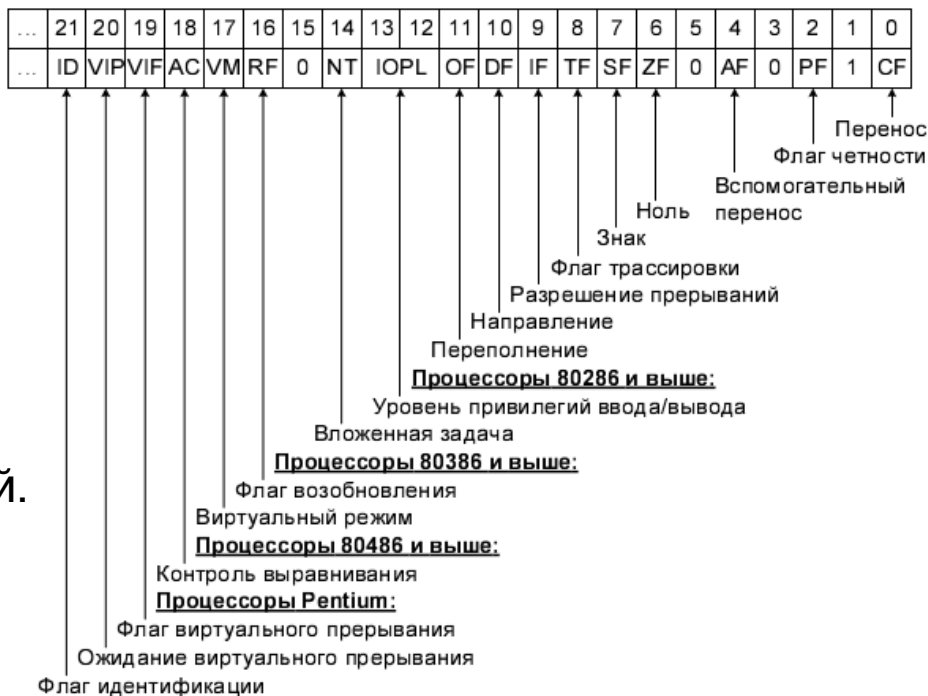 ... 21 20 19 18 17 16 15 14 13 12 11 10 9 8 7 6 5 4 3 2 1 0
... ID VIP VIF AC VM RF 0 NT IOPL OF DF IF TF SF ZF 0 AF 0 PF 1 CF
Перенос
Флаг четности
Вспомогательный
перенос
Ноль
Знак
Флаг трассировки
Разрешение прерываний
Направление
Переполнение
Процессоры 80286 и выше:
Уровень привилегий ввода/вывода
Вложенная задача
Процессоры 80386 и выше:
й.
Флаг возобновления
Виртуальный режим
Процессоры 80486 и выше:
Контроль выравнивания
Процессоры Pentium:
Флаг виртуального прерывания
Ожидание виртуального прерывания
Флаг идентификации